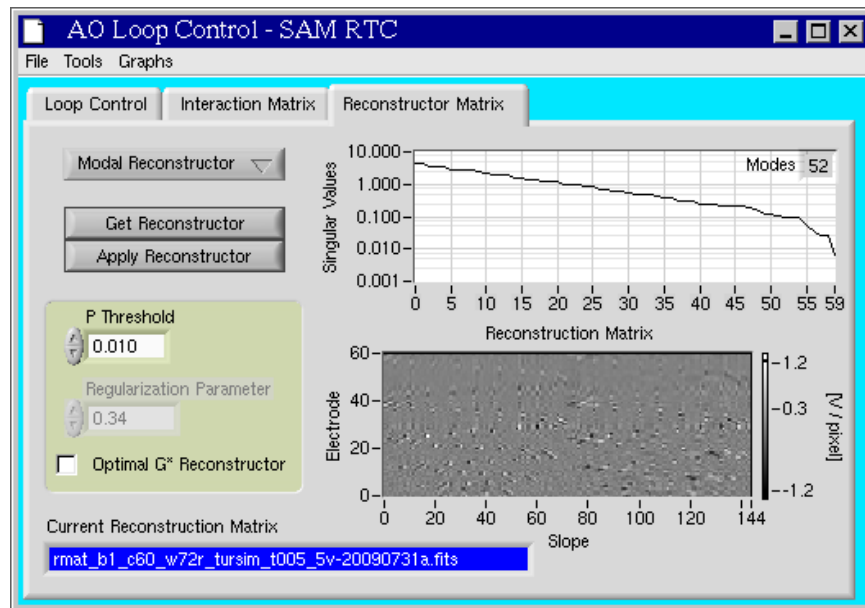 AO Loop Control - SAM RTC
File Tools Graphs
Loop Control Interaction Matrix Reconstructor Matrix
Modal Reconstructor
Get Reconstructor
Apply Reconstructor
P Threshold
0.010
Regularization Parameter
0.34
Optimal G* Reconstructor
Singular Values
10.000
1.000
0.100
0.010
0.001
Modes 52
0 5 10 15 20 25 30 35 40 45 50 55 59
Reconstruction Matrix
Electrode
60
40
20
0
0 20 40 60 80 100 120 144
Slope
-1.2
-0.3
--1.2
[V / pixel]
Current Reconstruction Matrix
rmat_b1_c60_w72r_tursim_t005_5v-20090731a.fits